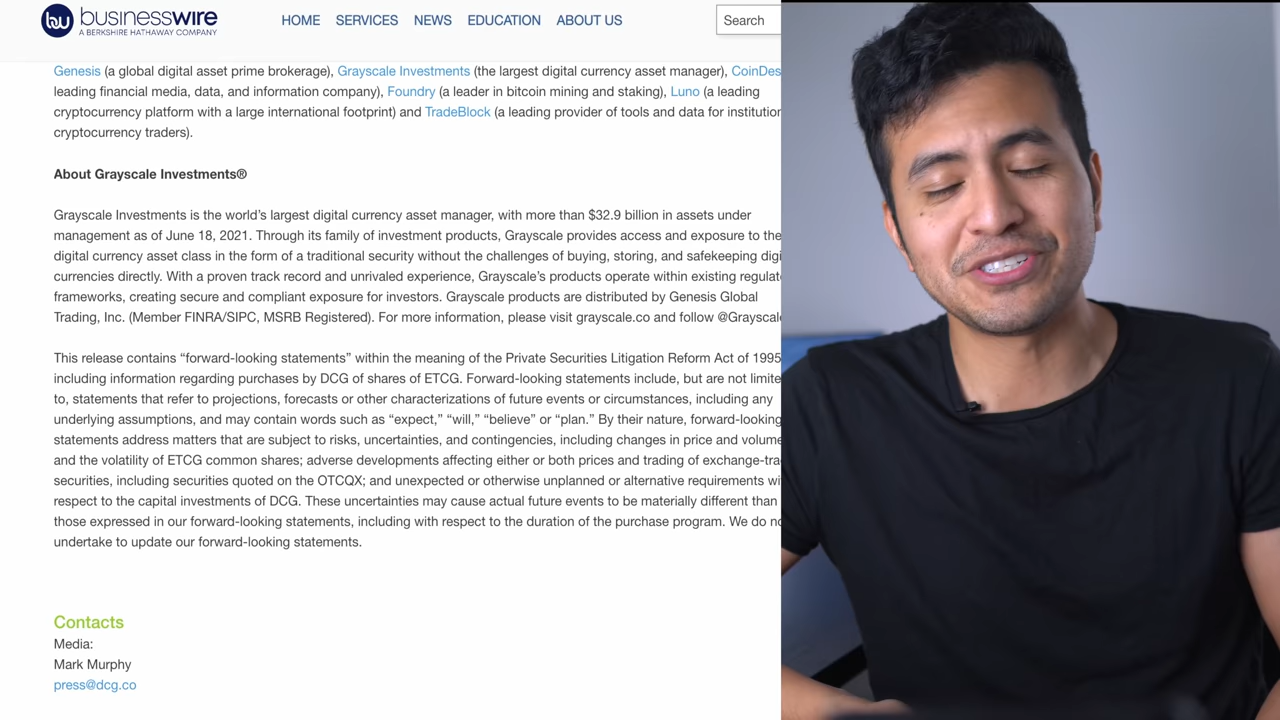 businesswire
A BERKSHIRE HATHAWAY COMPANY
HOME SERVICES NEWS EDUCATION ABOUT US
Search
Genesis (a global digital asset prime brokerage), Grayscale Investments (the largest digital currency asset manager), CoinDes
leading financial media, data, and information company), Foundry (a leader in bitcoin mining and staking), Luno (a leading
cryptocurrency platform with a large international footprint) and TradeBlock (a leading provider of tools and data for institution
cryptocurrency traders).
About Grayscale Investments®
Grayscale Investments is the world’s largest digital currency asset manager, with more than $32.9 billion in assets under
management as of June 18, 2021. Through its family of investment products, Grayscale provides access and exposure to the
digital currency asset class in the form of a traditional security without the challenges of buying, storing, and safekeeping digi
currencies directly. With a proven track record and unrivaled experience, Grayscale’s products operate within existing regulat
frameworks, creating secure and compliant exposure for investors. Grayscale products are distributed by Genesis Global
Trading, Inc. (Member FINRA/SIPC, MSRB Registered). For more information, please visit grayscale.co and follow @Grayscale
This release contains “forward-looking statements” within the meaning of the Private Securities Litigation Reform Act of 1995
including information regarding purchases by DCG of shares of ETCG. Forward-looking statements include, but are not limite
to, statements that refer to projections, forecasts or other characterizations of future events or circumstances, including any
underlying assumptions, and may contain words such as “expect,” “will,” “believe” or “plan.” By their nature, forward-looking
statements address matters that are subject to risks, uncertainties, and contingencies, including changes in price and volume
and the volatility of ETCG common shares; adverse developments affecting either or both prices and trading of exchange-tra
securities, including securities quoted on the OTCQX; and unexpected or otherwise unplanned or alternative requirements wi
respect to the capital investments of DCG. These uncertainties may cause actual future events to be materially different than
those expressed in our forward-looking statements, including with respect to the duration of the purchase program. We do no
undertake to update our forward-looking statements.
Contacts
Media:
Mark Murphy
press@dcg.co